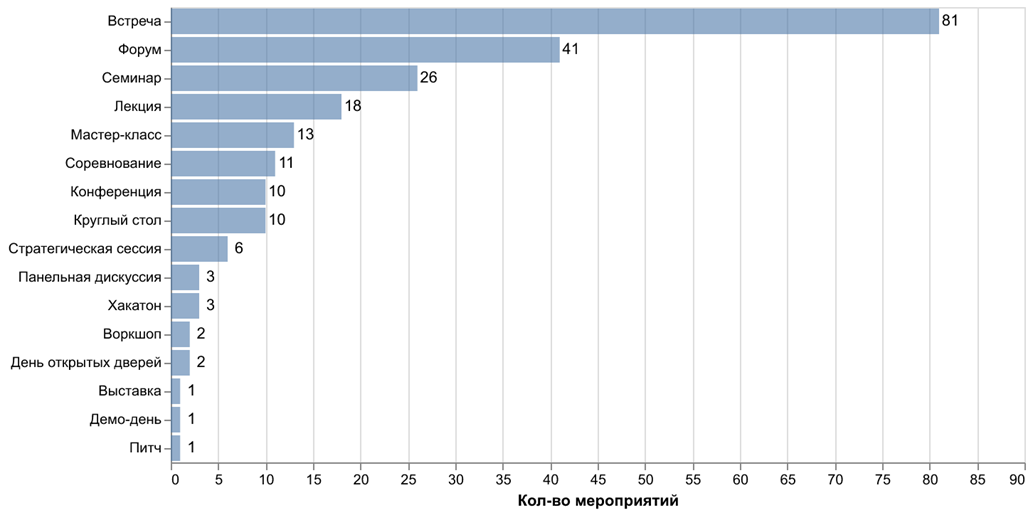 Встреча 81
Форум 41
Семинар 26
Лекция 18
Мастер-класс 13
Соревнование 11
Конференция 10
Круглый стол 10
Стратегическая сессия 6
Панельная дискуссия 3
Хакатон 3
Воркшоп 2
День открытых дверей 2
Выставка 1
Демо-день 1
Питч 1
0 5 10 15 20 25 30 35 40 45 50 55 60 65 70 75 80 85 90
Кол-во мероприятий